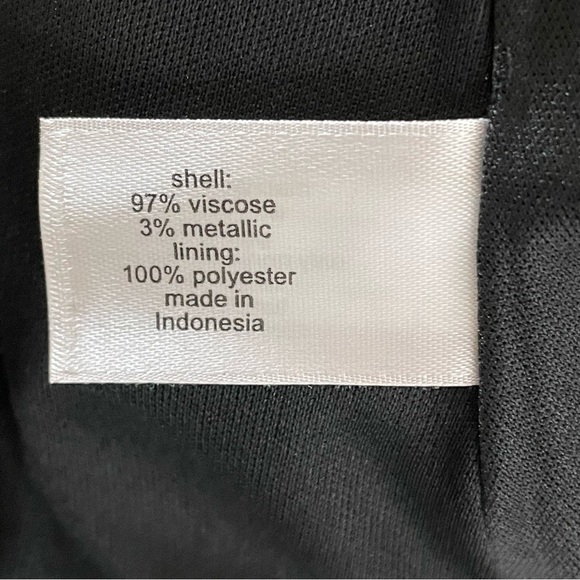 shell:
97% viscose
3% metallic
lining:
100% polyester
made in
Indonesia